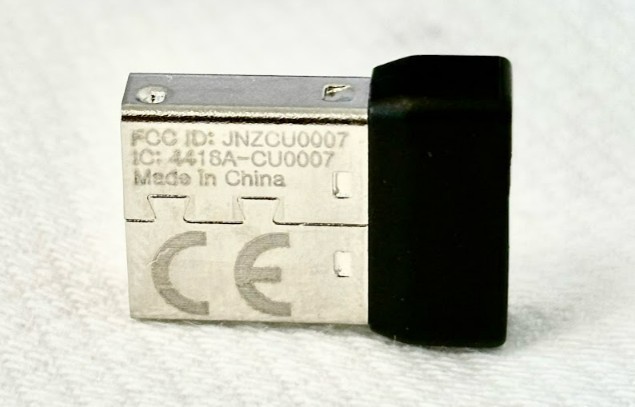 FCC ID: JNZCU0007
IC: 4418A-CU0007
Made in China
CE